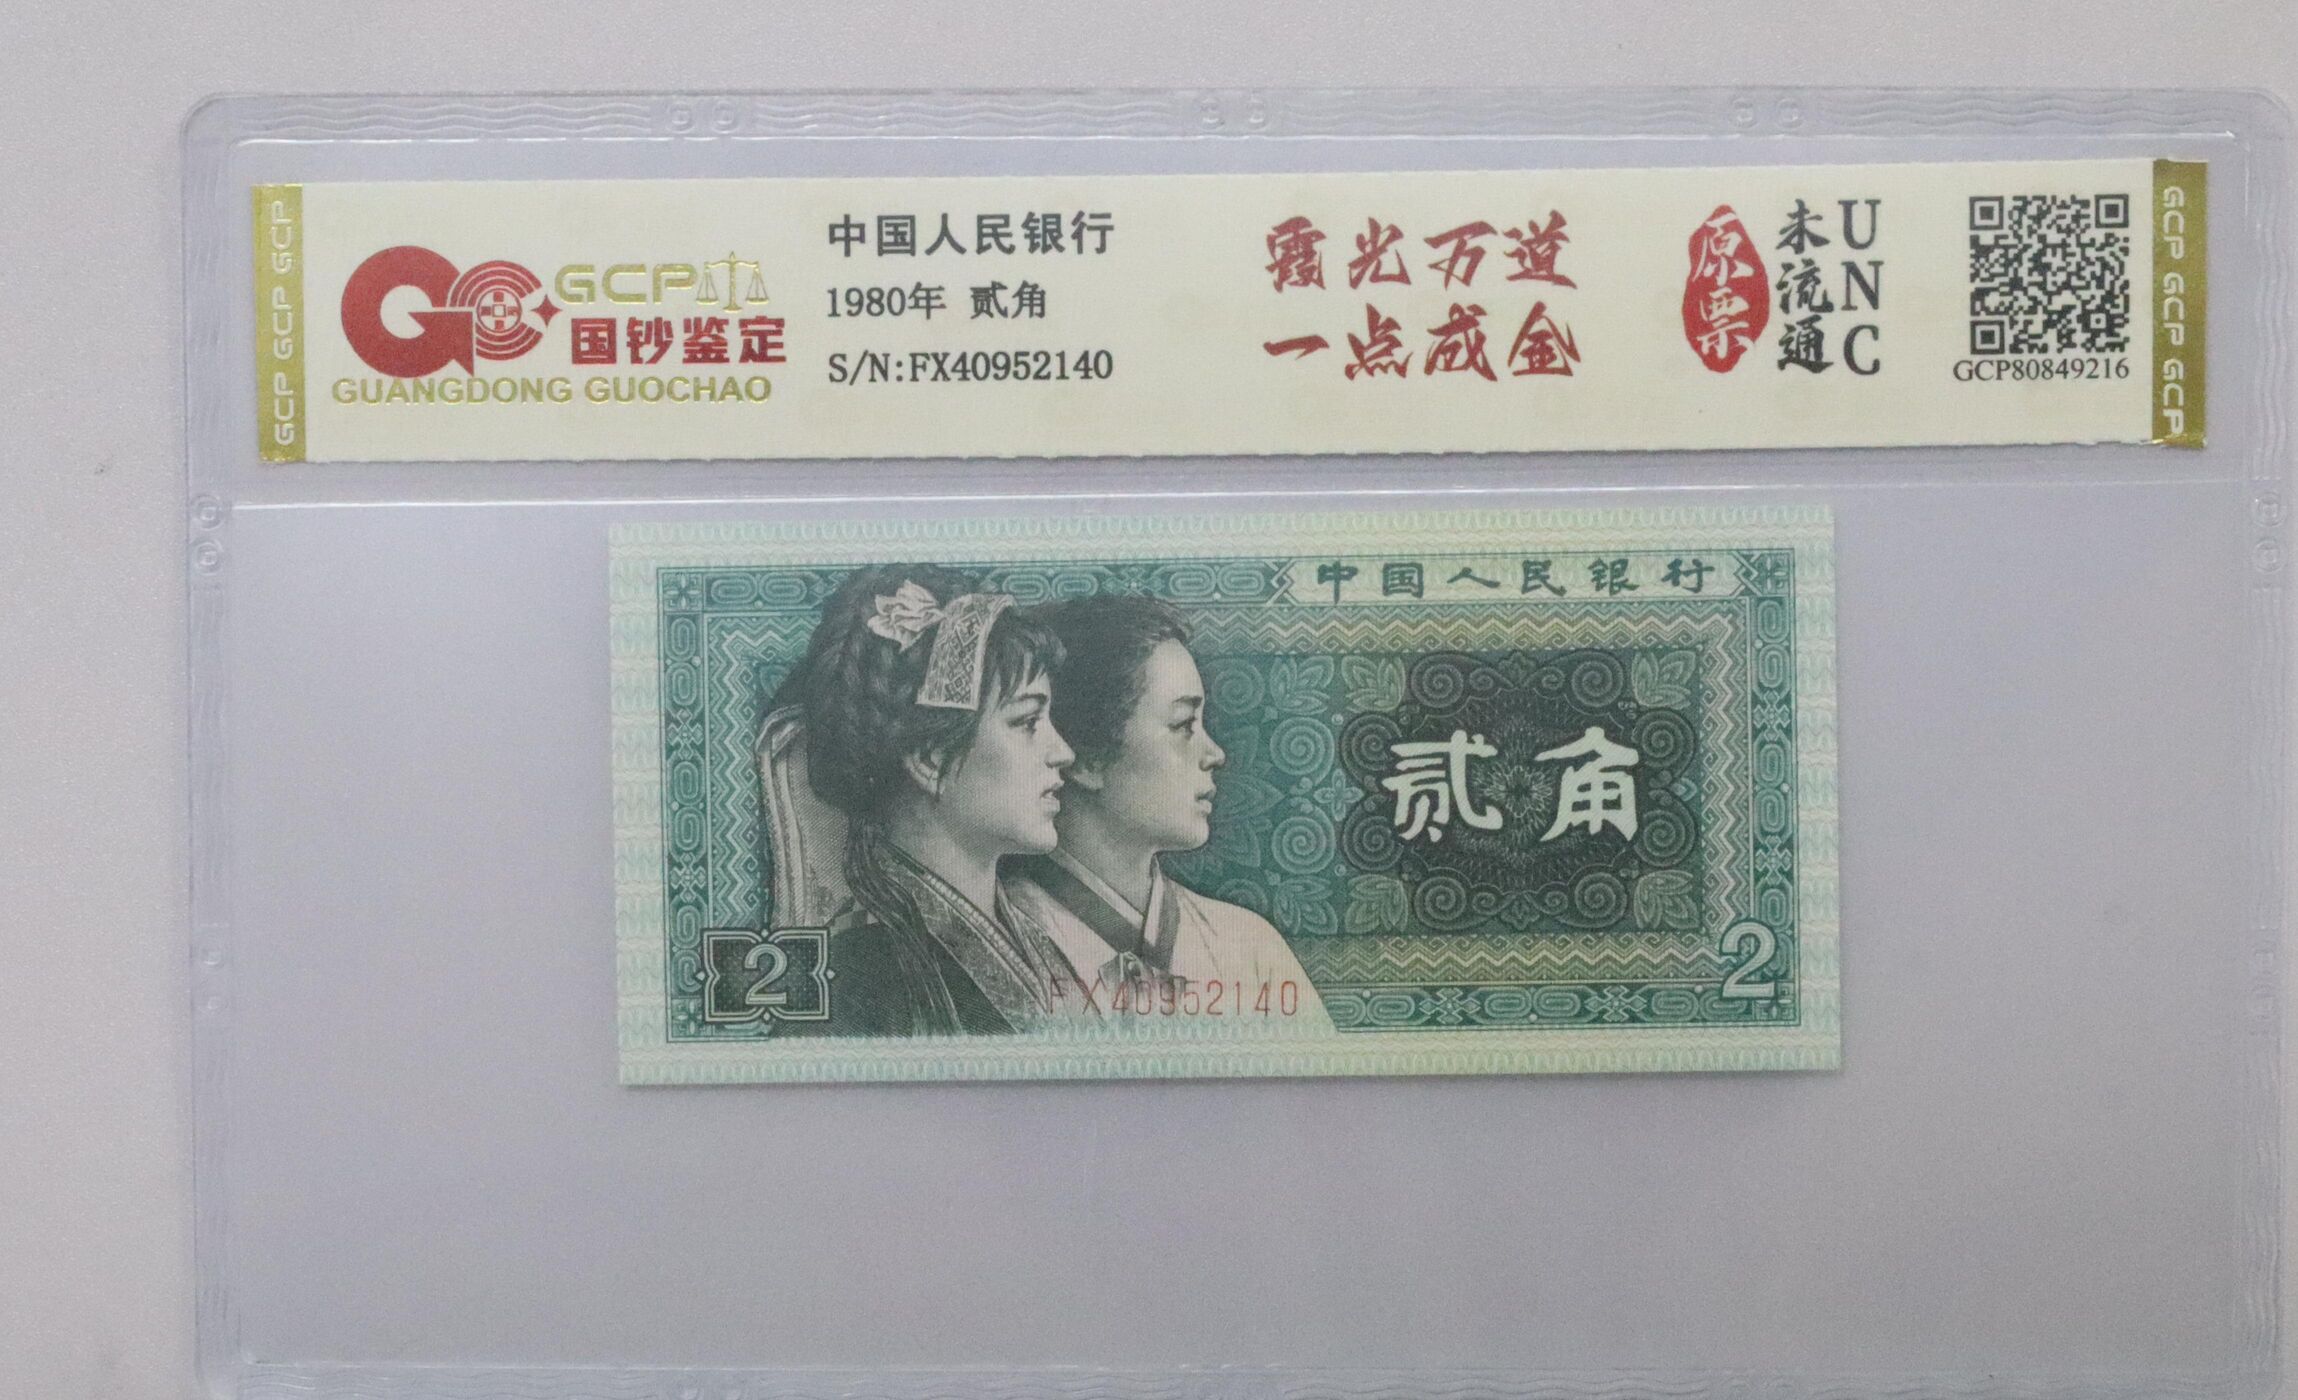 GCP GCP GCP
GCP
国钞鉴定
GUANGDONG GUOCHAO
中国人民银行
1980年 贰角
S/N:FX40952140
霞光万道
一点成金
原票
未流通
UNC
GCP80849216
GCP GCP GCP
中国人民银行
贰角
2
2
FX40952140